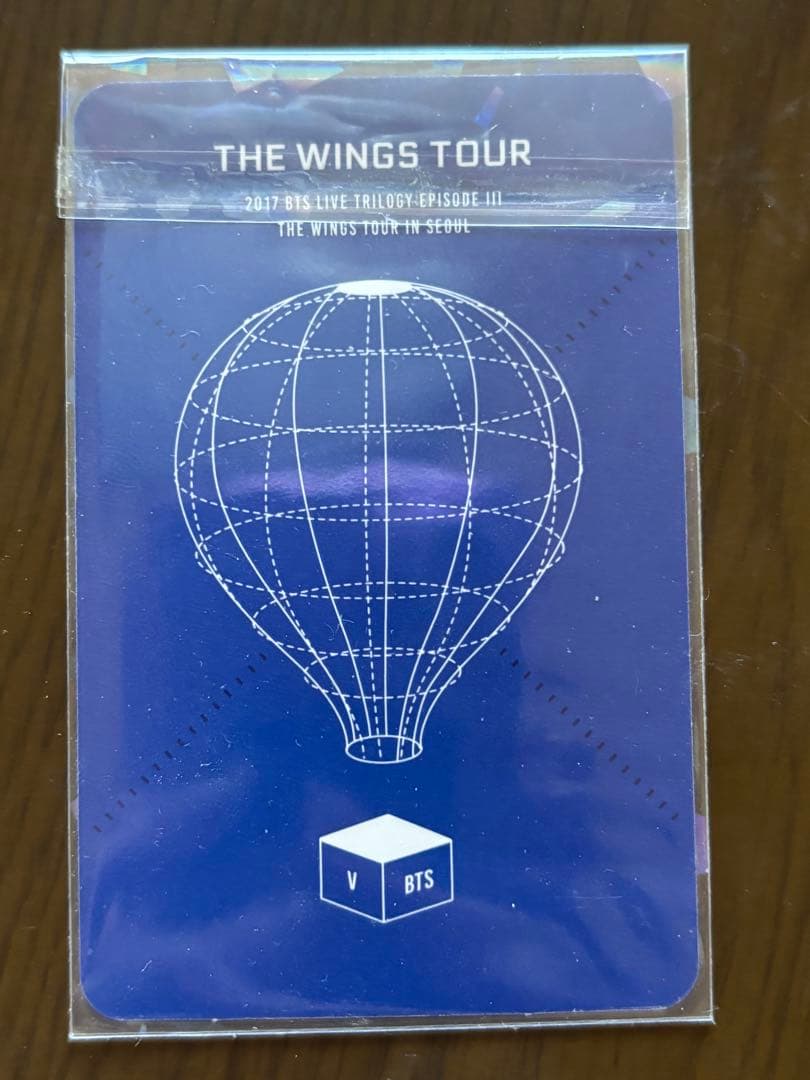 THE WINGS TOUR
2017 BTS LIVE TRILOGY EPISODE III
THE WINGS TOUR IN SEOUL
V
BTS